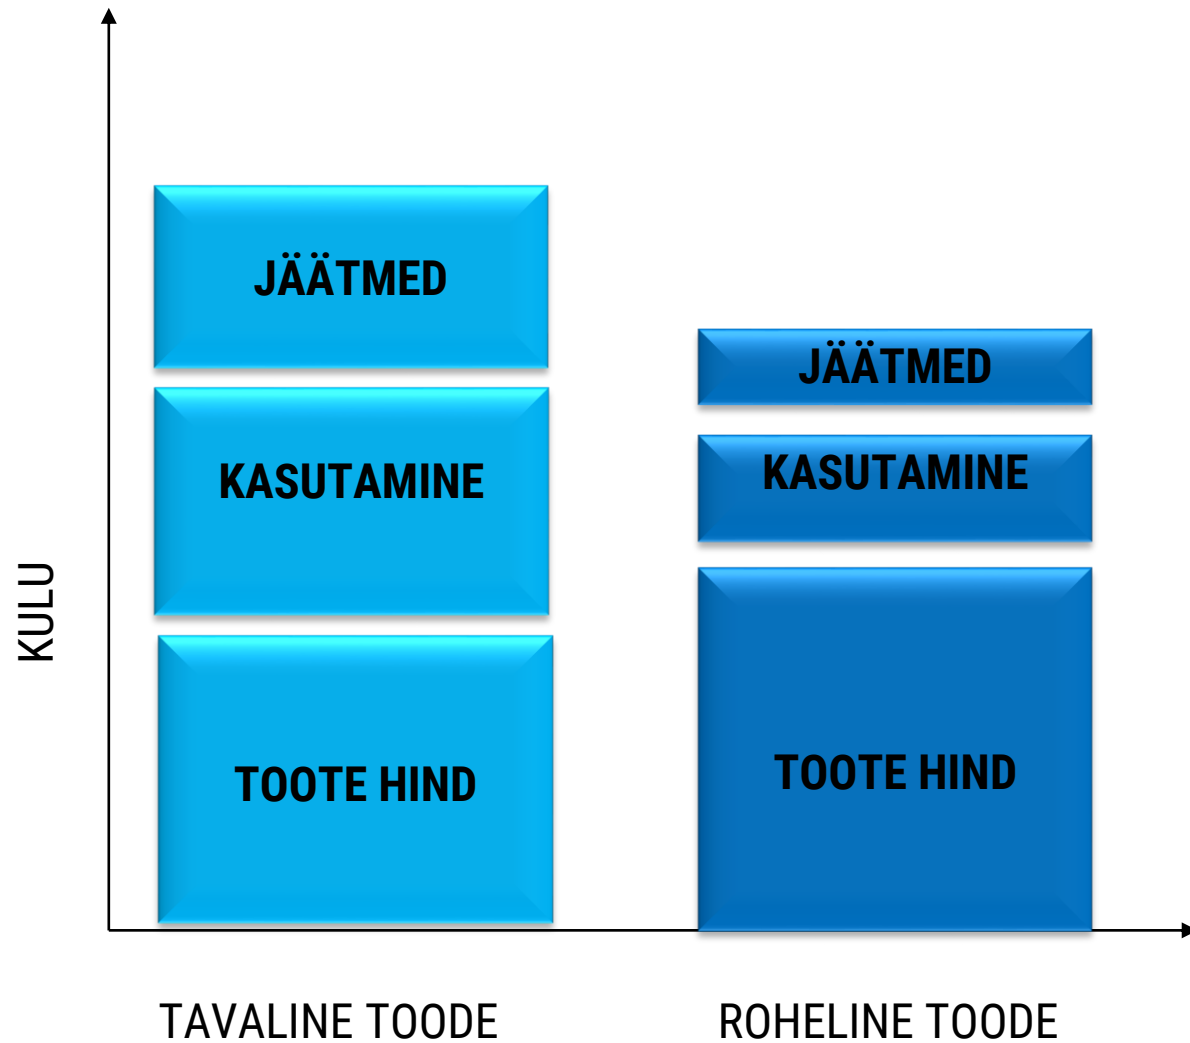 JÄÄTMED
KASUTAMINE
TOOTE HIND
JÄÄTMED
KASUTAMINE
TOOTE HIND
KULU
TAVALINE TOODE
ROHELINE TOODE